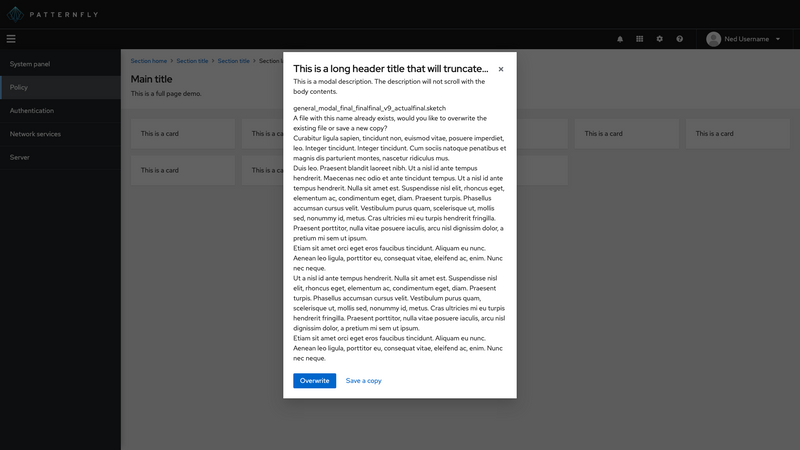 PATTERNFLY
Ned Username
System panel
Policy
Authentication
Network services
Server
Section home > Section title > Section title > Section l
Main title
This is a full page demo.
This is a card
This is a c
This is a card
This is a card
This is a card
This is a c
This is a long header title that will truncate...
This is a modal description. The description will not scroll with the
body contents.
general_modal_final_finalfinal_v9_actualfinal.sketch
A file with this name already exists, would you like to overwrite the
existing file or save a new copy?
Curabitur ligula sapien, tincidunt non, euismod vitae, posuere imperdiet,
leo. Integer tincidunt. Integer tincidunt. Cum sociis natoque penatibus et
magnis dis parturient montes, nascetur ridiculus mus.
Duis leo. Praesent blandit laoreet nibh. Ut a nisl id ante tempus
hendrerit. Maecenas nec odio et ante tincidunt tempus. Ut a nisl id ante
tempus hendrerit. Nulla sit amet est. Suspendisse nisl elit, rhoncus eget,
elementum ac, condimentum eget, diam. Praesent turpis. Phasellus
accumsan cursus velit. Vestibulum purus quam, scelerisque ut, mollis
sed, nonummy id, metus. Cras ultricies mi eu turpis hendrerit fringilla.
Praesent porttitor, nulla vitae posuere iaculis, arcu nisl dignissim dolor, a
pretium mi sem ut ipsum.
Etiam sit amet orci eget eros faucibus tincidunt. Aliquam eu nunc.
Aenean leo ligula, porttitor eu, consequat vitae, eleifend ac, enim. Nunc
nec neque.
Ut a nisl id ante tempus hendrerit. Nulla sit amet est. Suspendisse nisl
elit, rhoncus eget, elementum ac, condimentum eget, diam. Praesent
turpis. Phasellus accumsan cursus velit. Vestibulum purus quam,
scelerisque ut, mollis sed, nonummy id, metus. Cras ultricies mi eu turpis
hendrerit fringilla. Praesent porttitor, nulla vitae posuere iaculis, arcu nisl
dignissim dolor, a pretium mi sem ut ipsum.
Etiam sit amet orci eget eros faucibus tincidunt. Aliquam eu nunc.
Aenean leo ligula, porttitor eu, consequat vitae, eleifend ac, enim. Nunc
nec neque.
Overwrite
Save a copy